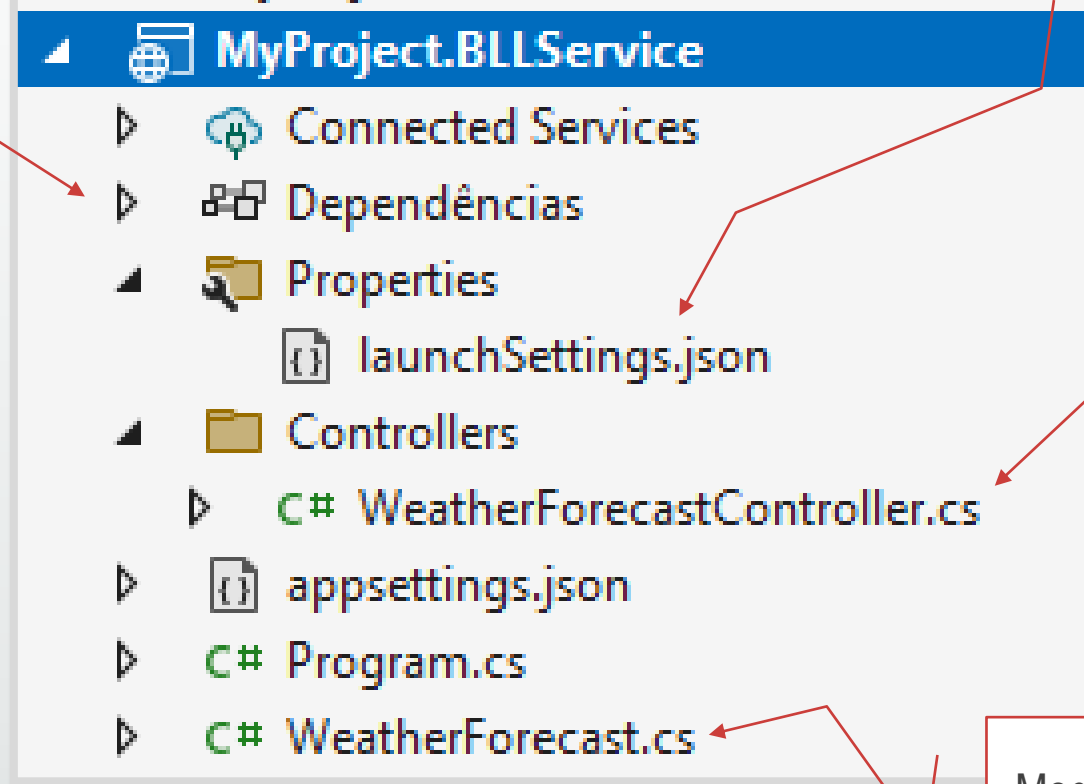 MyProject.BLLService
Connected Services
Dependências
Properties
launchSettings.json
Controllers
C# WeatherForecastController.cs
appsettings.json
C# Program.cs
C# WeatherForecast.cs